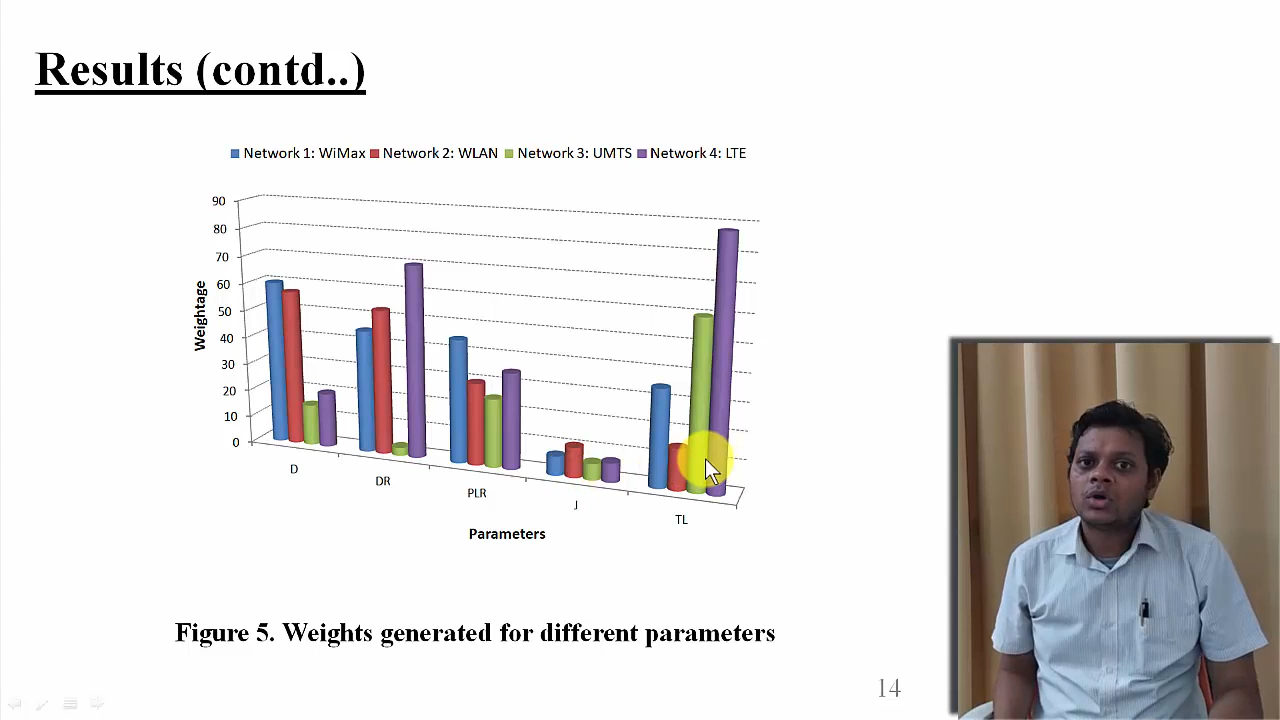 Results (contd..)
Network 1: WiMax Network 2: WLAN Network 3: UMTS Network 4: LTE
90
80
70
60
50
40
30
20
10
0
Weightage
D
DR
PLR
J
TL
Parameters
Figure 5. Weights generated for different parameters
14